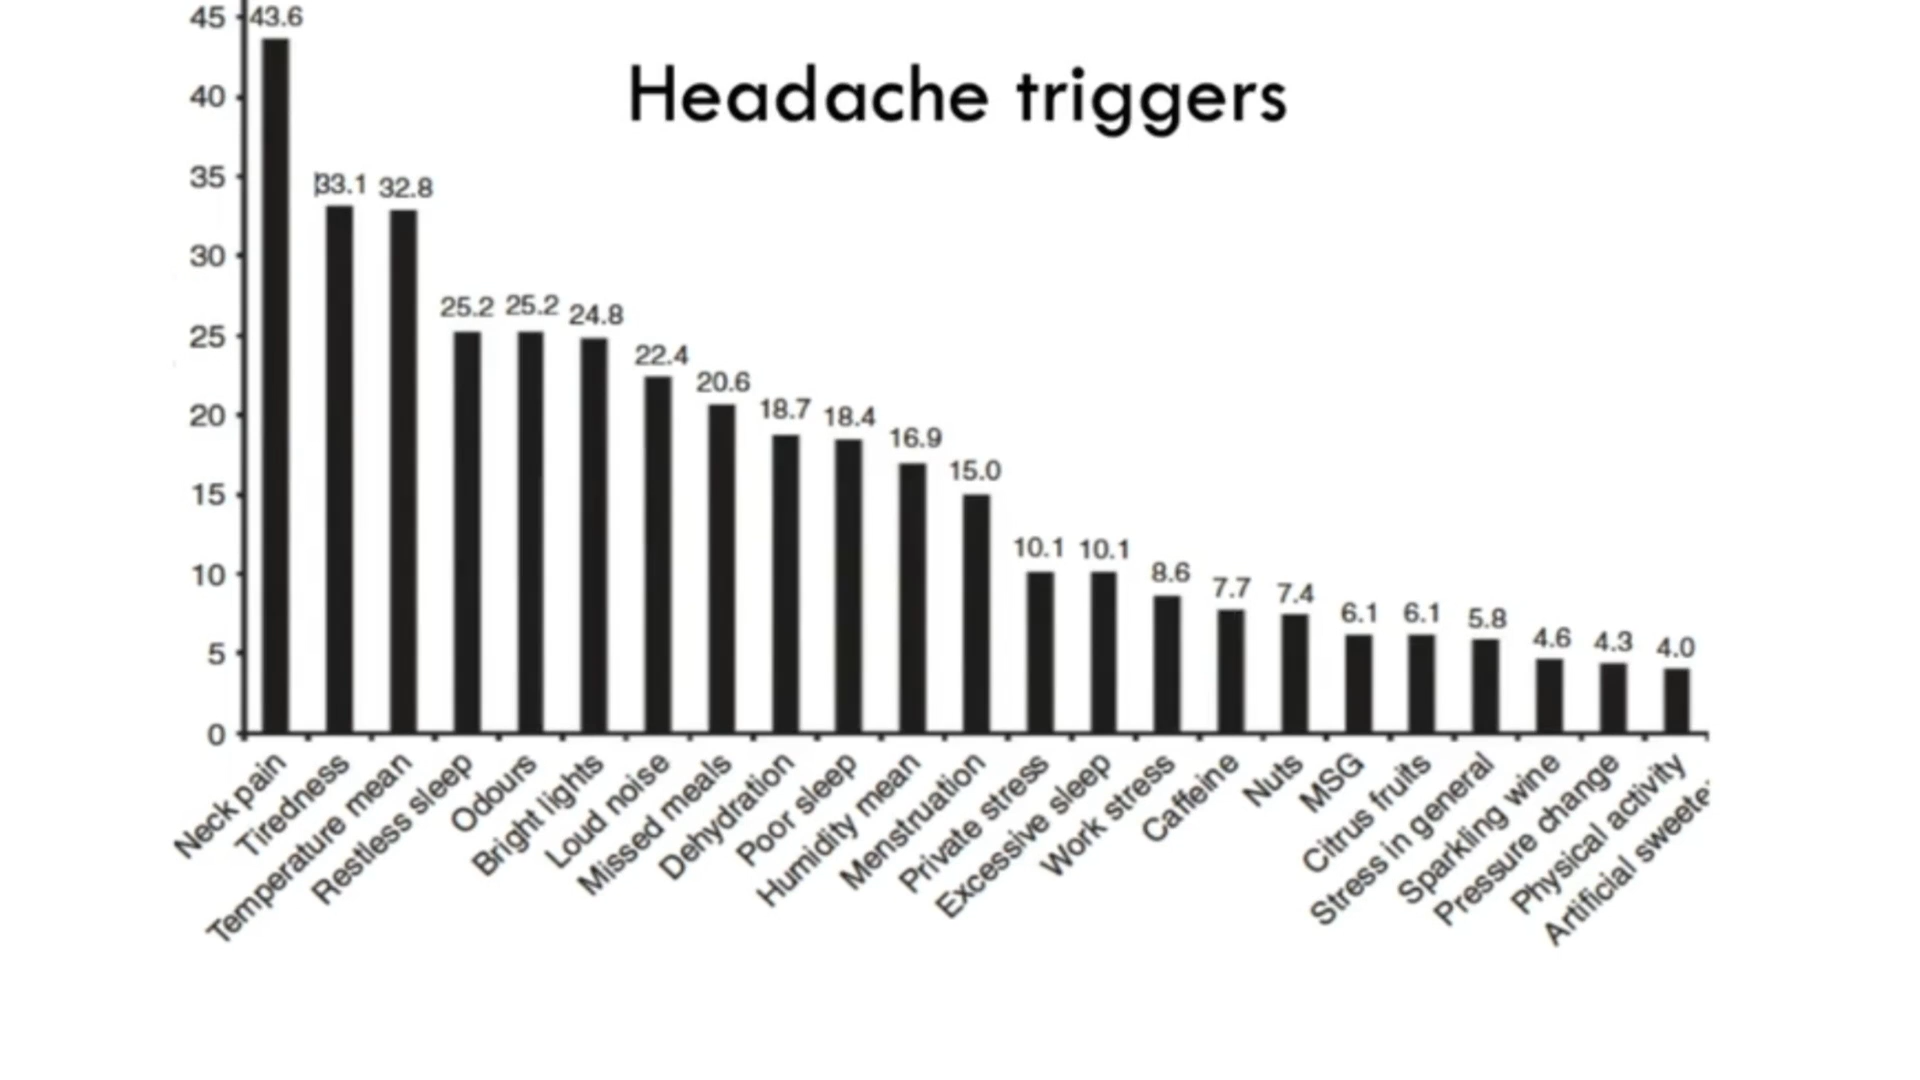 Headache triggers
45
40
35
30
25
20
15
10
5
0
43.6
33.1
32.8
25.2
25.2
24.8
22.4
20.6
18.7
18.4
16.9
15.0
10.1
10.1
8.6
7.7
7.4
6.1
6.1
5.8
4.6
4.3
4.0
Neck pain
Tiredness
Temperature mean
Restless sleep
Odours
Bright lights
Loud noise
Missed meals
Dehydration
Poor sleep
Humidity mean
Menstruation
Private stress
Excessive sleep
Work stress
Caffeine
Nuts
MSG
Citrus fruits
Stress in general
Sparkling wine
Pressure change
Physical activity
Artificial